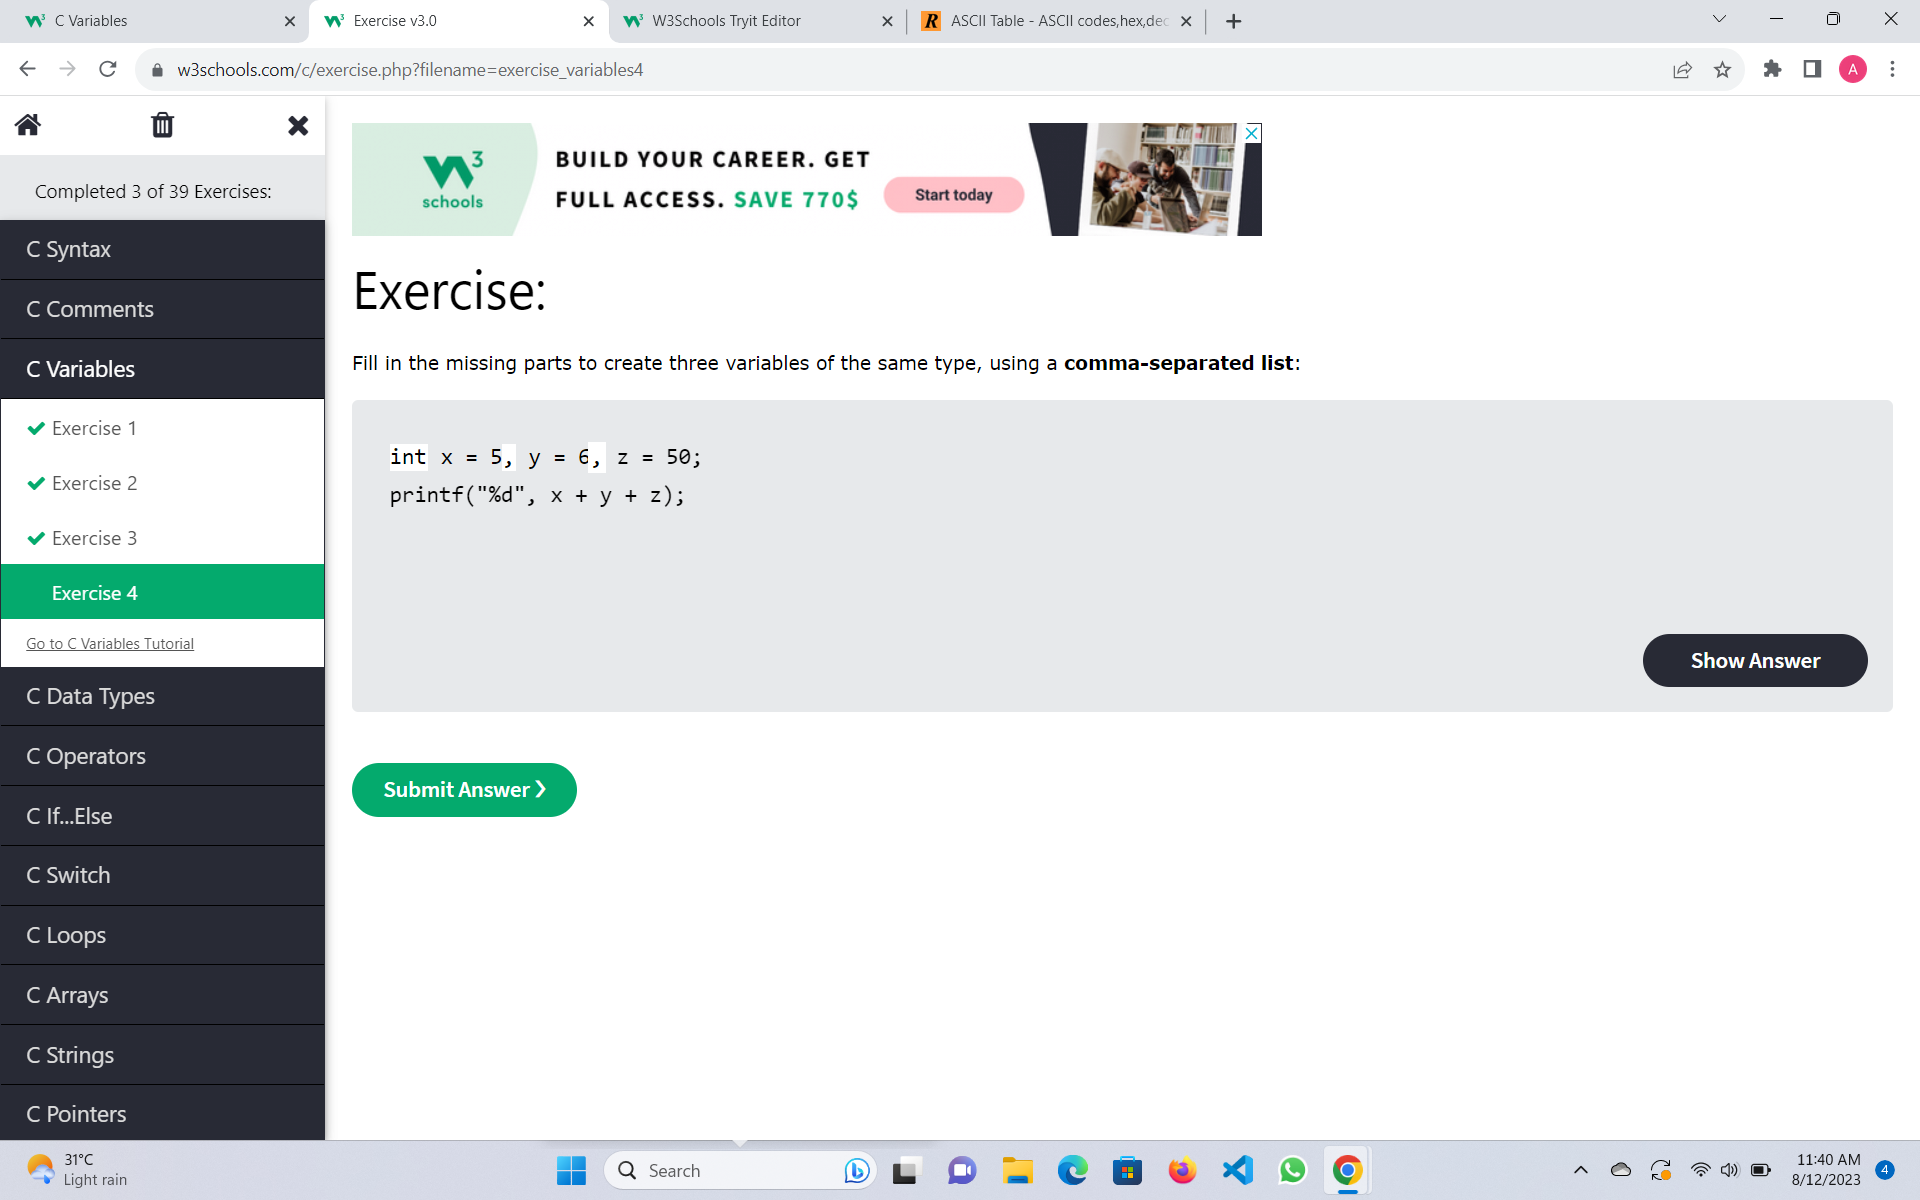 C Variables
Exercise v3.0
W3Schools Tryit Editor
ASCII Table - ASCII codes,hex,dec
w3schools.com/c/exercise.php?filename=exercise_variables4
A
Completed 3 of 39 Exercises:
C Syntax
C Comments
C Variables
Exercise 1
Exercise 2
Exercise 3
Exercise 4
Go to C Variables Tutorial
C Data Types
C Operators
C If...Else
C Switch
C Loops
C Arrays
C Strings
C Pointers
W3
schools
BUILD YOUR CAREER. GET
FULL ACCESS. SAVE 770$
Start today
Exercise:
Fill in the missing parts to create three variables of the same type, using a comma-separated list:
int x = 5, y = 6, z = 50;
printf("%d", x + y + z);
Show Answer
Submit Answer ❯
31°C
Light rain
Search
11:40 AM
8/12/2023
4